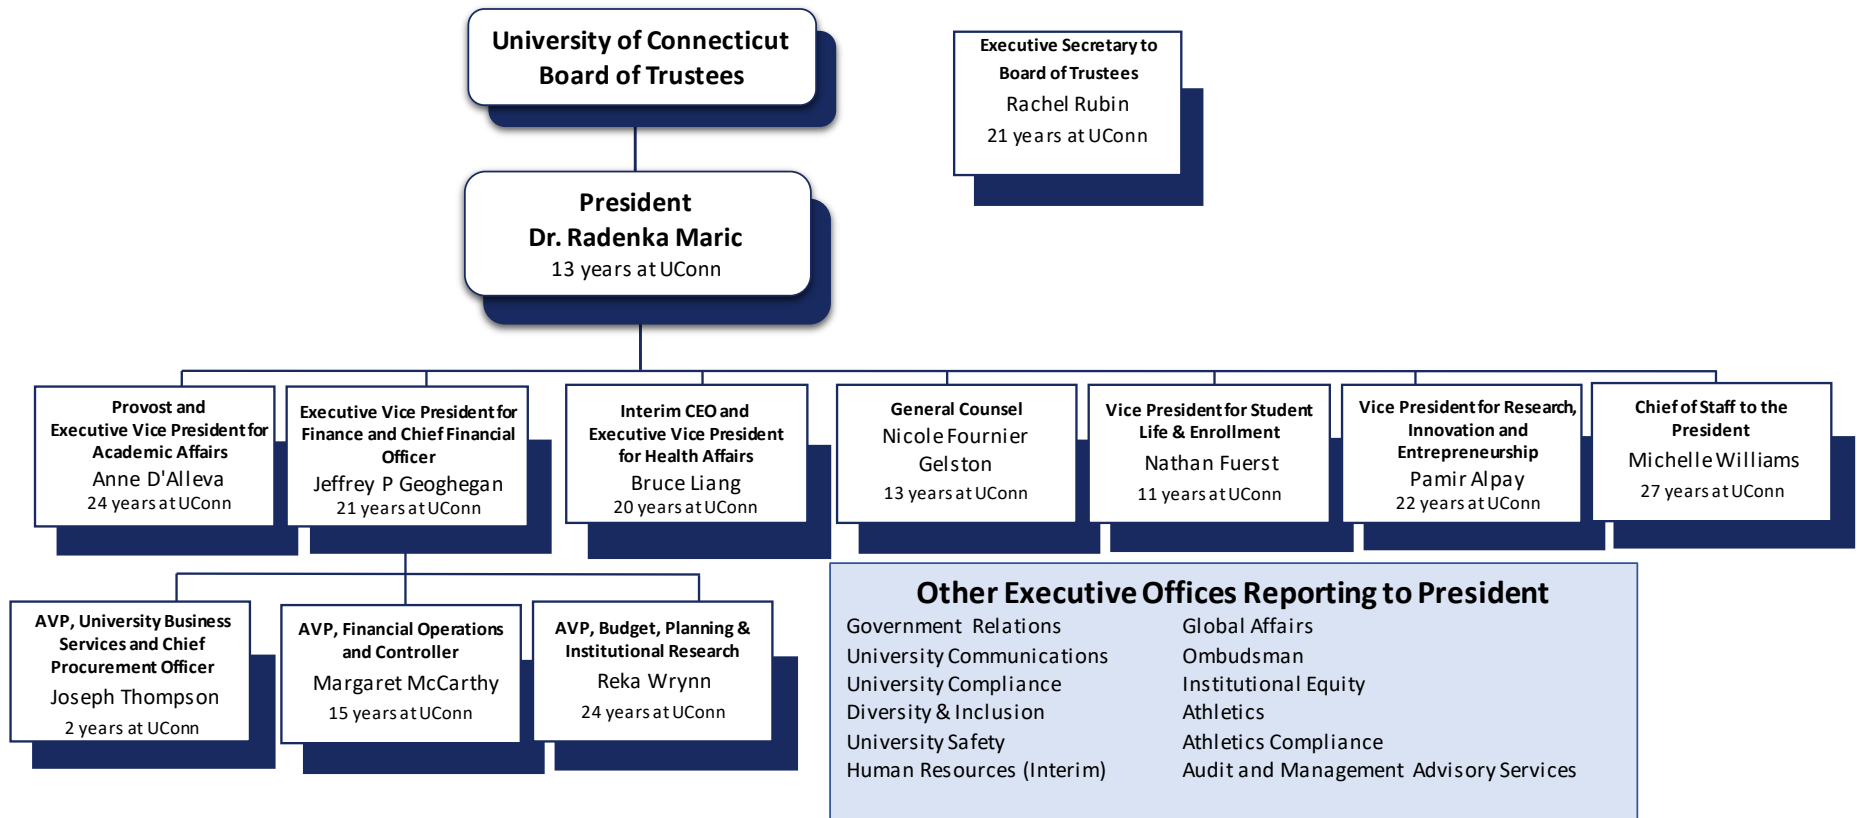 University of Connecticut
Board of Trustees
Executive Secretary to
Board of Trustees
Rachel Rubin
21 years at UConn
President
Dr. Radenka Maric
13 years at UConn
Provost and
Executive Vice President for
Academic Affairs
Anne D'Alleva
24 years at UConn
Executive Vice President for
Finance and Chief Financial
Officer
Jeffrey P Geoghegan
21 years at UConn
Interim CEO and
Executive Vice President
for Health Affairs
Bruce Liang
20 years at UConn
General Counsel
Nicole Fournier
Gelston
13 years at UConn
Vice President for Student
Life & Enrollment
Nathan Fuerst
11 years at UConn
Vice President for Research,
Innovation and
Entrepreneurship
Pamir Alpay
22 years at UConn
Chief of Staff to the
President
Michelle Williams
27 years at UConn
AVP, University Business
Services and Chief
Procurement Officer
Joseph Thompson
2 years at UConn
AVP, Financial Operations
and Controller
Margaret McCarthy
15 years at UConn
AVP, Budget, Planning &
Institutional Research
Reka Wrynn
24 years at UConn
Other Executive Offices Reporting to President
Government Relations
University Communications
University Compliance
Diversity & Inclusion
University Safety
Human Resources (Interim)
Global Affairs
Ombudsman
Institutional Equity
Athletics
Athletics Compliance
Audit and Management Advisory Services